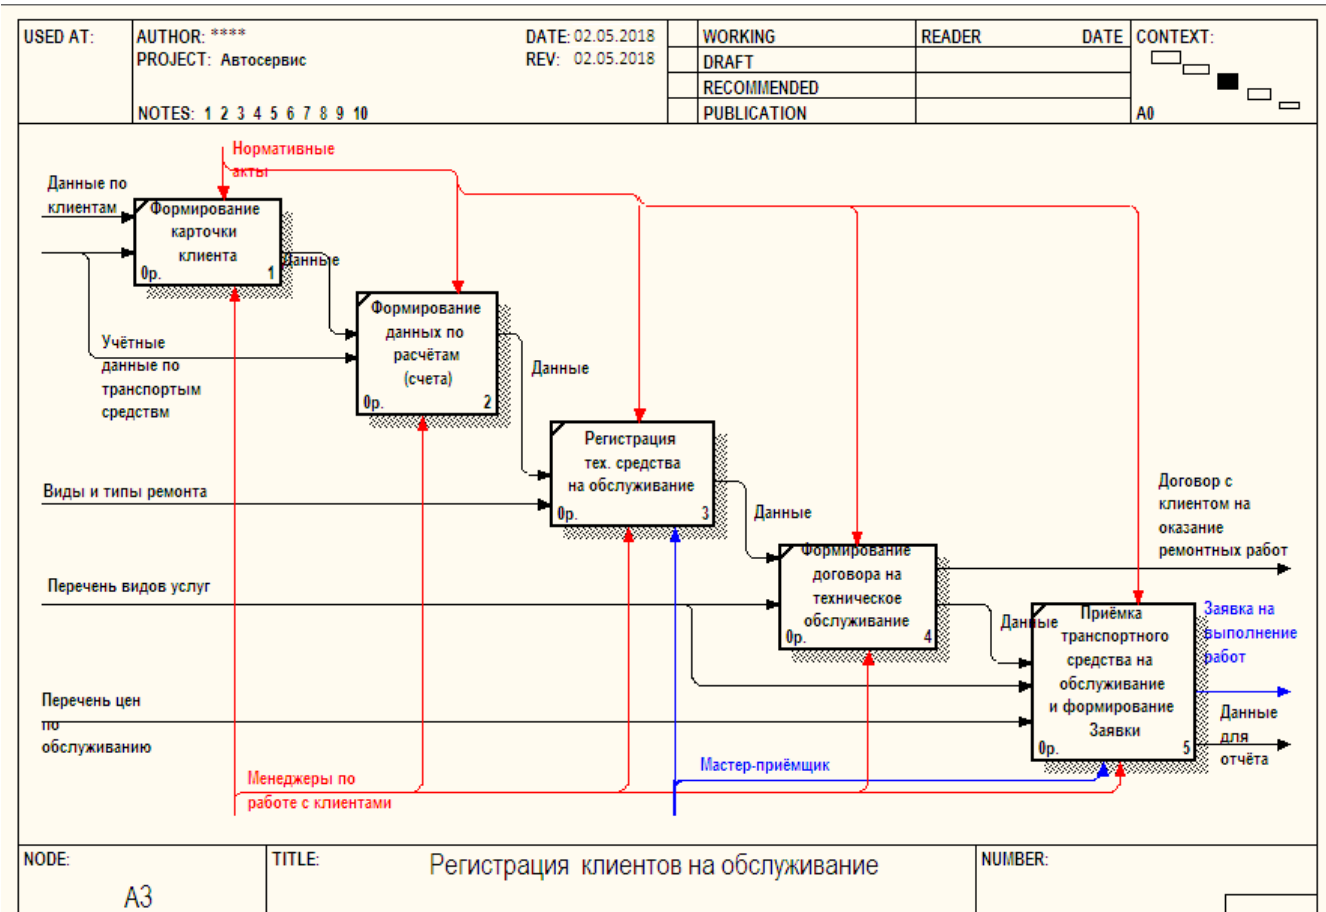 USED AT:
AUTHOR: ****
DATE: 02.05.2018
PROJECT: Автосервис
REV: 02.05.2018
NOTES: 1 2 3 4 5 6 7 8 9 10
WORKING
DRAFT
RECOMMENDED
PUBLICATION
READER
DATE
CONTEXT:
A0
Нормативные
акты
Данные по
клиентам
Формирование
карточки
клиента
0р.
1
Данные
Учётные
данные по
транспортым
средствм
Формирование
данных по
расчётам
(счета)
0р.
2
Данные
Регистрация
тех. средства
на обслуживание
0р.
3
Виды и типы ремонта
Данные
Договор с
клиентом на
оказание
ремонтных работ
Формирование
договора на
техническое
обслуживание
0р.
4
Перечень видов услуг
Данные
Приёмка
транспортного
средства на
обслуживание
и формирование
Заявки
0р.
5
Заявка на
выполнение
работ
Перечень цен
по
обслуживанию
Данные
для
отчёта
Мастер-приёмщик
Менеджеры по
работе с клиентами
NODE:
A3
TITLE:
Регистрация клиентов на обслуживание
NUMBER: